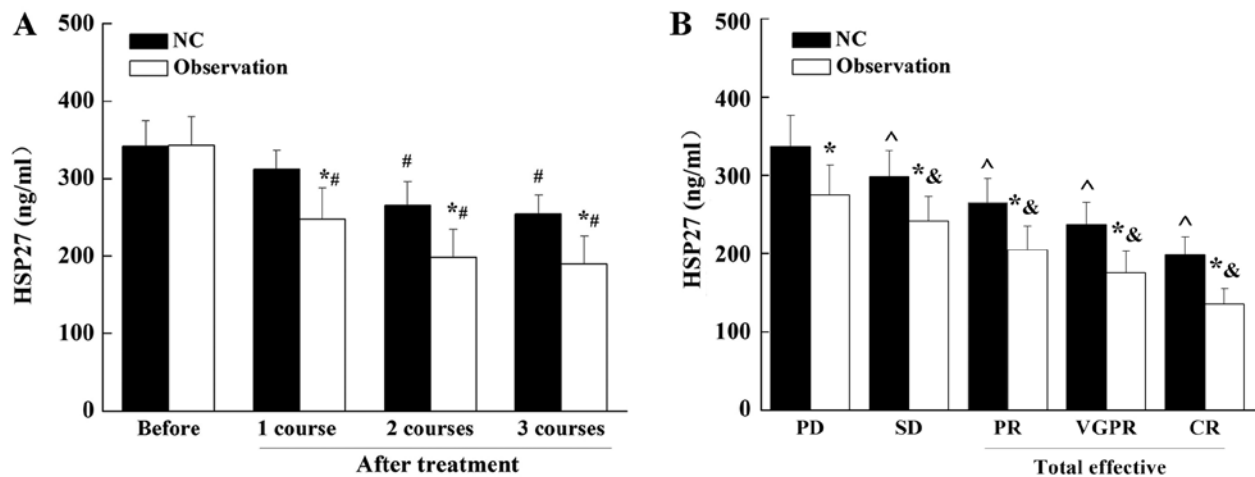 A
500
400
300
200
100
0
HSP27 (ng/ml)
NC
Observation
*#
#
*#
#
*#
Before
1 course
2 courses
3 courses
After treatment
B
500
400
300
200
100
0
HSP27 (ng/ml)
NC
Observation
*
^
*&
^
*&
^
*&
^
*&
PD
SD
PR
VGPR
CR
Total effective